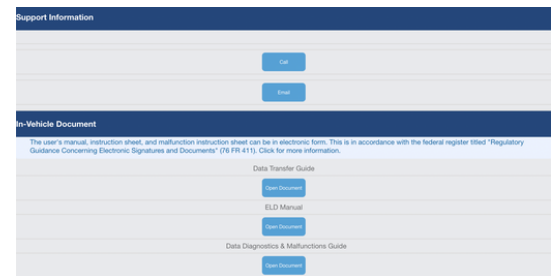 Support Information
Call
Email
In-Vehicle Document
The user's manual, instruction sheet, and malfunction instruction sheet can be in electronic form. This is in accordance with the federal register titled "Regulatory
Guidance Concerning Electronic Signatures and Documents" (76 FR 411). Click for more information.
Data Transfer Guide
Open Document
ELD Manual
Open Document
Data Diagnostics & Malfunctions Guide
Open Document